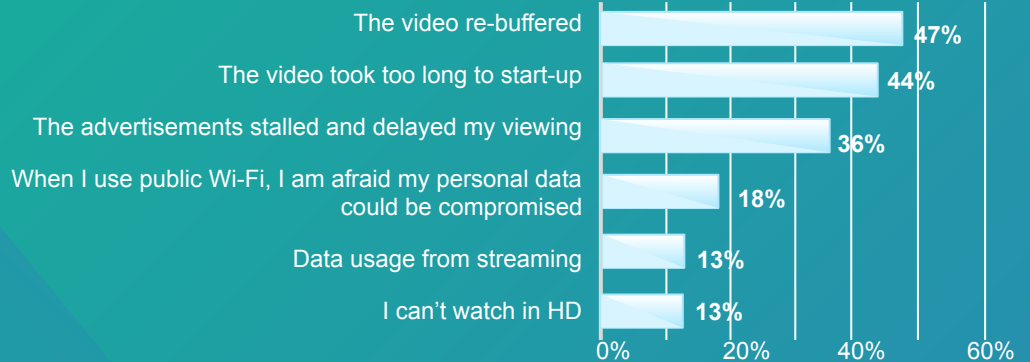 The video re-buffered
47%
The video took too long to start-up
44%
The advertisements stalled and delayed my viewing
36%
When I use public Wi-Fi, I am afraid my personal data
could be compromised
18%
Data usage from streaming
13%
I can’t watch in HD
13%
0% 20% 40% 60%